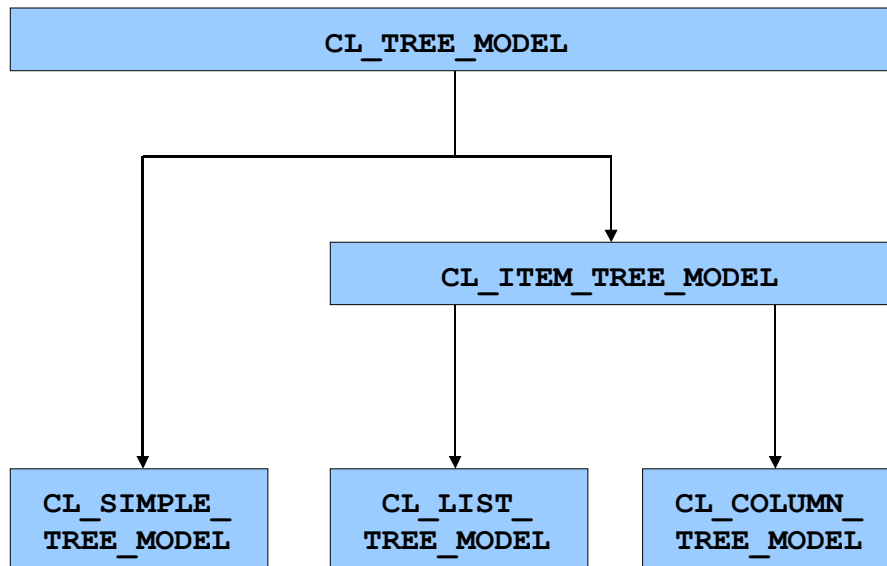 CL_TREE_MODEL
CL_ITEM_TREE_MODEL
CL_SIMPLE_
TREE_MODEL
CL_LIST_
TREE_MODEL
CL_COLUMN_
TREE_MODEL